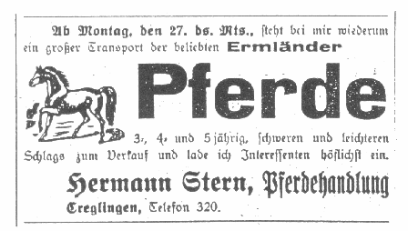 Ab Montag, den 27. ds. Mts., steht bei mir wiederum
ein großer Transport der beliebten Ermländer
Pferde
3-, 4- und 5jährig, schweren und leichteren
Schlags zum Verkauf und lade ich Interessenten höflichst ein.
Hermann Stern, Pferdehandlung
Creglingen, Telefon 320.